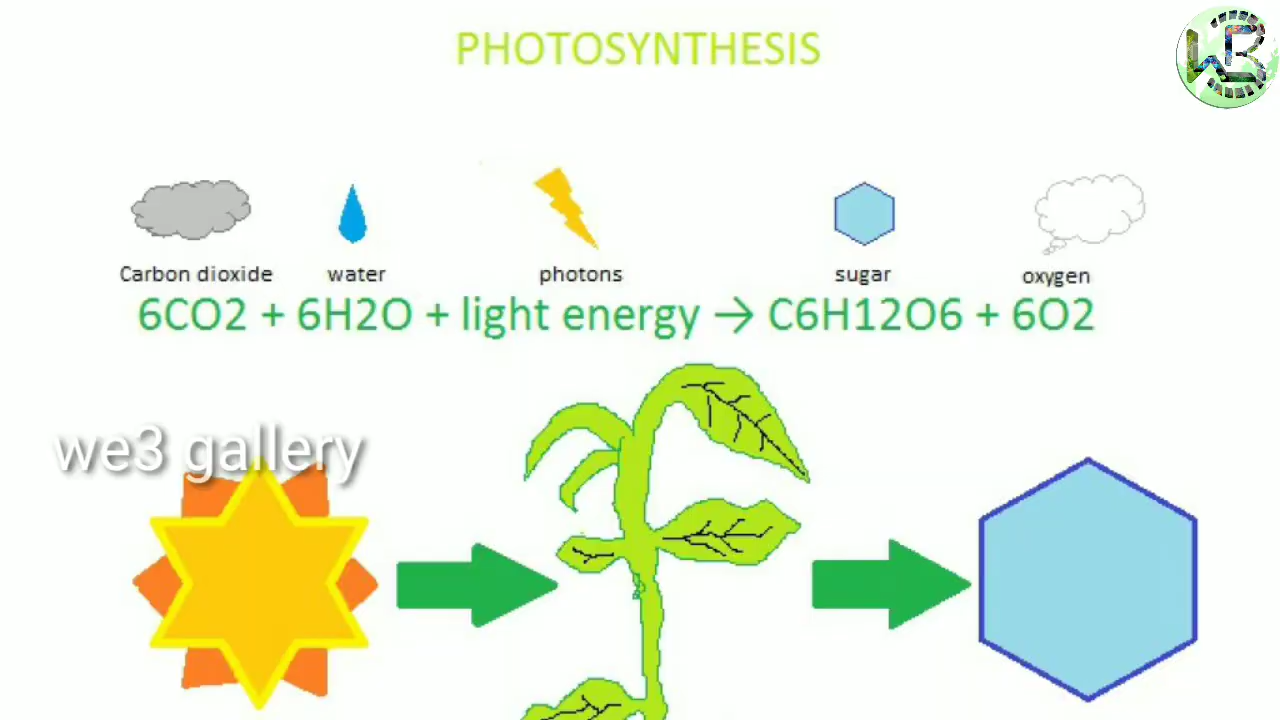 PHOTOSYNTHESIS
Carbon dioxide water photons sugar oxygen
6CO2 + 6H2O + light energy → C6H12O6 + 6O2
we3 gallery